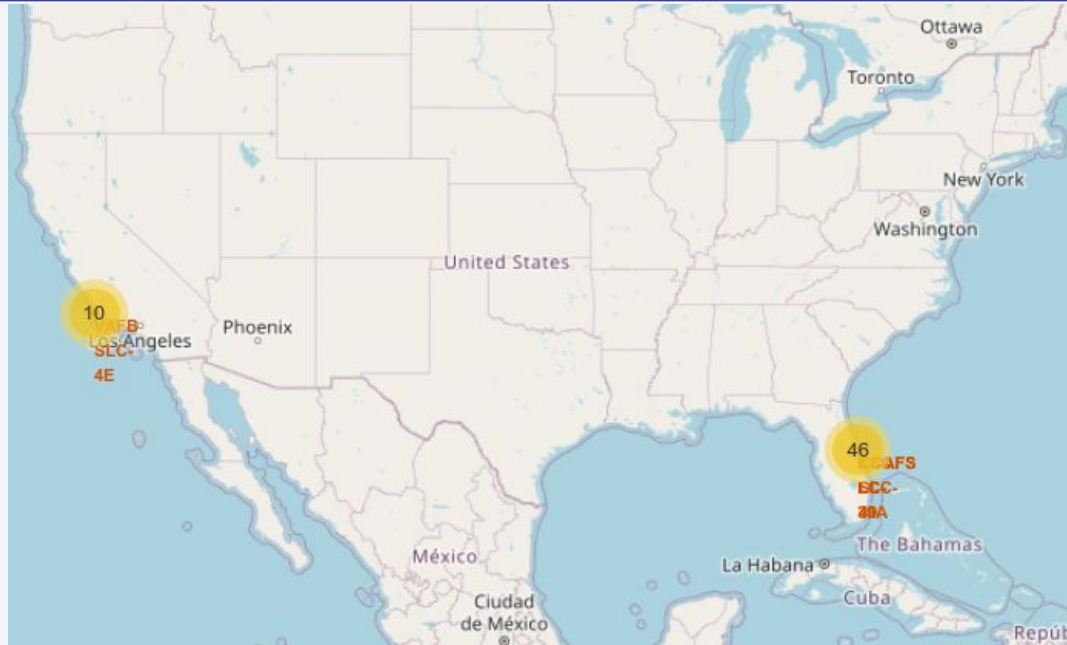 Ottawa
Toronto
New York
Washington
United States
10
VAFB
Los Angeles
SLC-
4E
Phoenix
46
The Bahamas
La Habana
Cuba
México
Ciudad
de México
Repúb